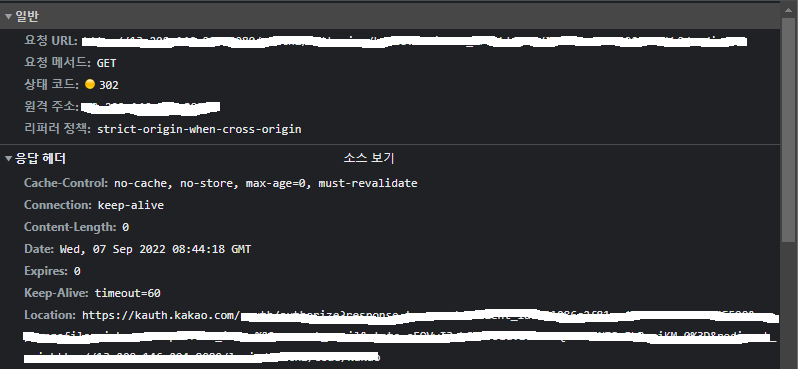 일반
요청 URL:
요청 메서드: GET
상태 코드: 302
원격 주소:
리퍼러 정책: strict-origin-when-cross-origin
응답 헤더 소스 보기
Cache-Control: no-cache, no-store, max-age=0, must-revalidate
Connection: keep-alive
Content-Length: 0
Date: Wed, 07 Sep 2022 08:44:18 GMT
Expires: 0
Keep-Alive: timeout=60
Location: https://kauth.kakao.com/